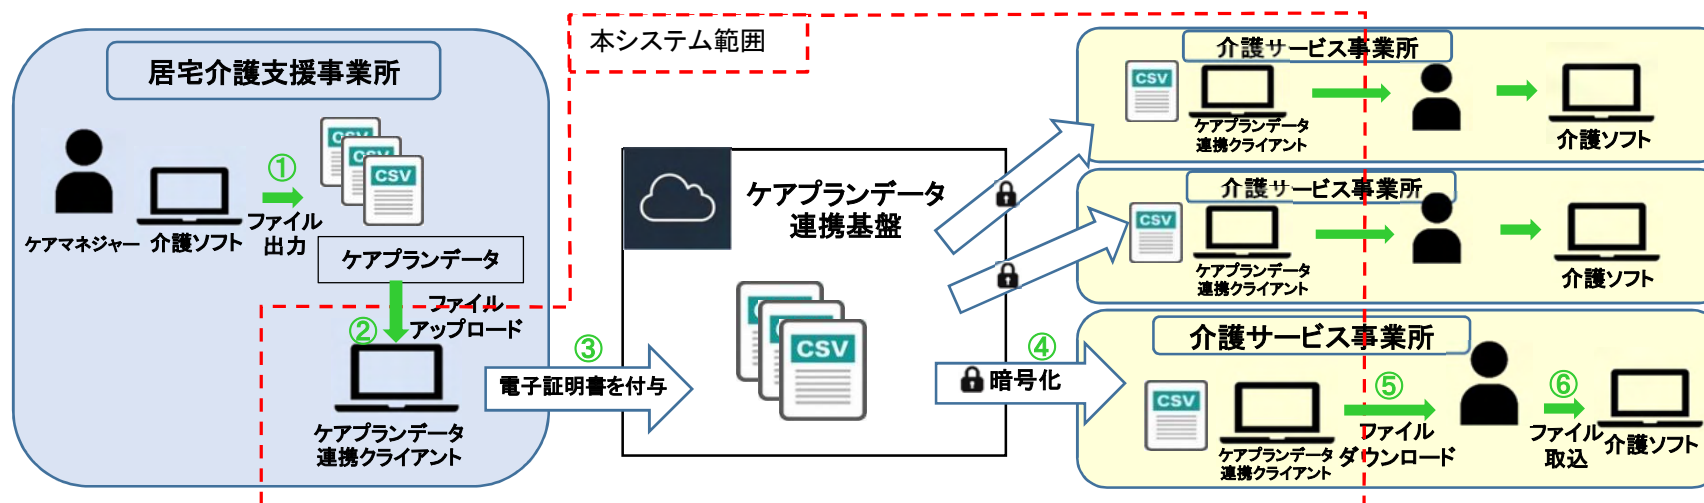 本システム範囲
居宅介護支援事業所
ケアマネジャー
介護ソフト
①
ファイル
出力
CSV
CSV
CSV
ケアプランデータ
②
ファイル
アップロード
ケアプランデータ
連携クライアント
③
電子証明書を付与
ケアプランデータ
連携基盤
CSV
④
暗号化
介護サービス事業所
CSV
ケアプランデータ
連携クライアント
介護ソフト
介護サービス事業所
CSV
ケアプランデータ
連携クライアント
介護ソフト
介護サービス事業所
CSV
ケアプランデータ
連携クライアント
⑤
ファイル
ダウンロード
⑥
ファイル
取込
介護ソフト